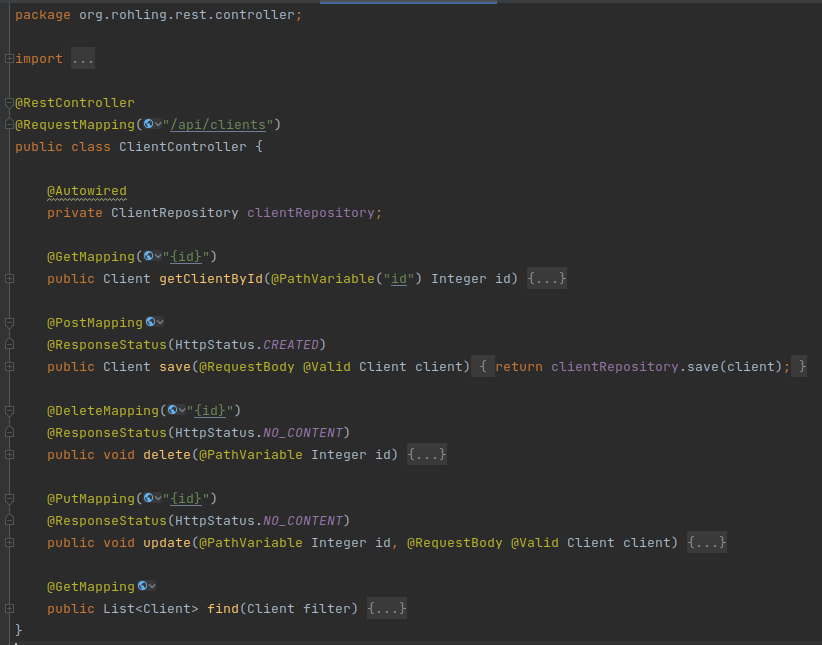 package org.rohling.rest.controller;
import ...
@RestController
@RequestMapping("/api/clients")
public class ClientController {
@Autowired
private ClientRepository clientRepository;
@GetMapping("{id}")
public Client getClientById(@PathVariable("id") Integer id) {...}
@PostMapping
@ResponseStatus(HttpStatus.CREATED)
public Client save(@RequestBody @Valid Client client) { return clientRepository.save(client); }
@DeleteMapping("{id}")
@ResponseStatus(HttpStatus.NO_CONTENT)
public void delete(@PathVariable Integer id) {...}
@PutMapping("{id}")
@ResponseStatus(HttpStatus.NO_CONTENT)
public void update(@PathVariable Integer id, @RequestBody @Valid Client client) {...}
@GetMapping
public List<Client> find(Client filter) {...}
}